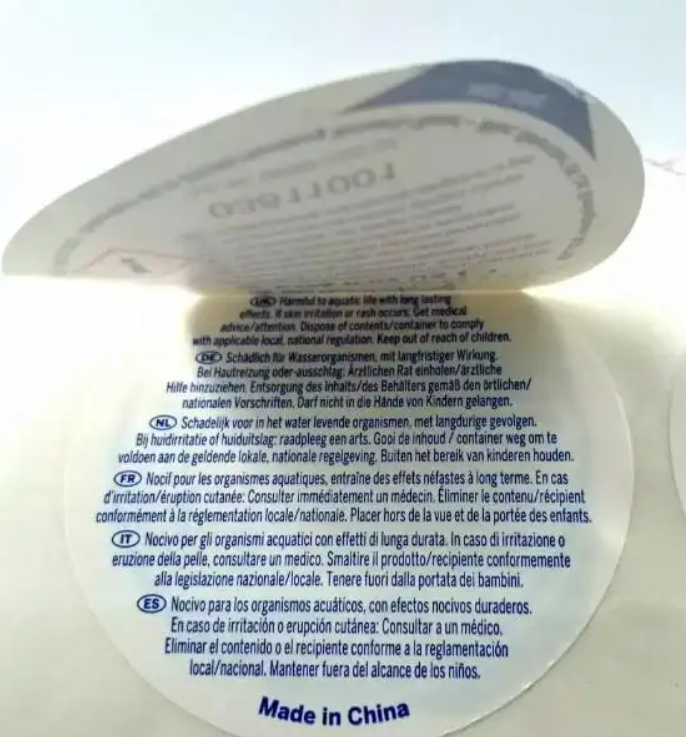 03811001
UK Harmful to aquatic life with long lasting
effects. If skin irritation or rash occurs: Get medical
advice/attention. Dispose of contents/container to comply
with applicable local, national regulation. Keep out of reach of children.
DE Schädlich für Wasserorganismen, mit langfristiger Wirkung.
Bei Hautreizung oder-ausschlag: Ärztlichen Rat einholen/ärztliche
Hilfe hinzuziehen. Entsorgung des Inhalts/des Behälters gemäß den örtlichen/
nationalen Vorschriften. Darf nicht in die Hände von Kindern gelangen.
NL Schadelijk voor in het water levende organismen, met langdurige gevolgen.
Bij huidirritatie of huiduitslag: raadpleeg een arts. Gooi de inhoud / container weg om te
voldoen aan de geldende lokale, nationale regelgeving. Buiten het bereik van kinderen houden.
FR Nocif pour les organismes aquatiques, entraîne des effets néfastes à long terme. En cas
d'irritation/éruption cutanée: Consulter immédiatement un médecin. Éliminer le contenu/récipient
conformément à la réglementation locale/nationale. Placer hors de la vue et de la portée des enfants.
IT Nocivo per gli organismi acquatici con effetti di lunga durata. In caso di irritazione o
eruzione della pelle, consultare un medico. Smaltire il prodotto/recipiente conformemente
alla legislazione nazionale/locale. Tenere fuori dalla portata dei bambini.
ES Nocivo para los organismos acuáticos, con efectos nocivos duraderos.
En caso de irritación o erupción cutánea: Consultar a un médico.
Eliminar el contenido o el recipiente conforme a la reglamentación
local/nacional. Mantener fuera del alcance de los niños.
Made in China